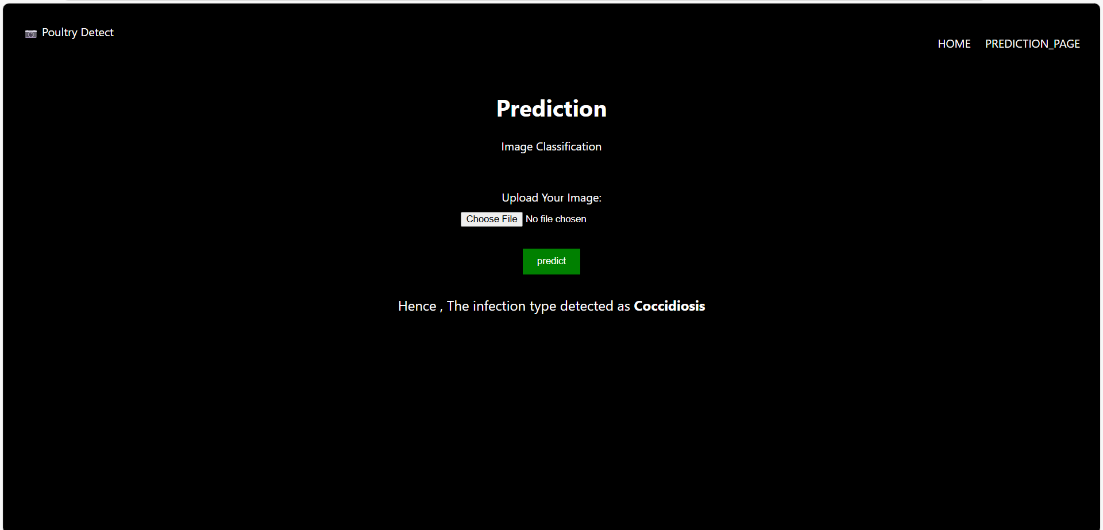 📷 Poultry Detect
HOME PREDICTION_PAGE
Prediction
Image Classification
Upload Your Image:
Choose File No file chosen
predict
Hence , The infection type detected as Coccidiosis